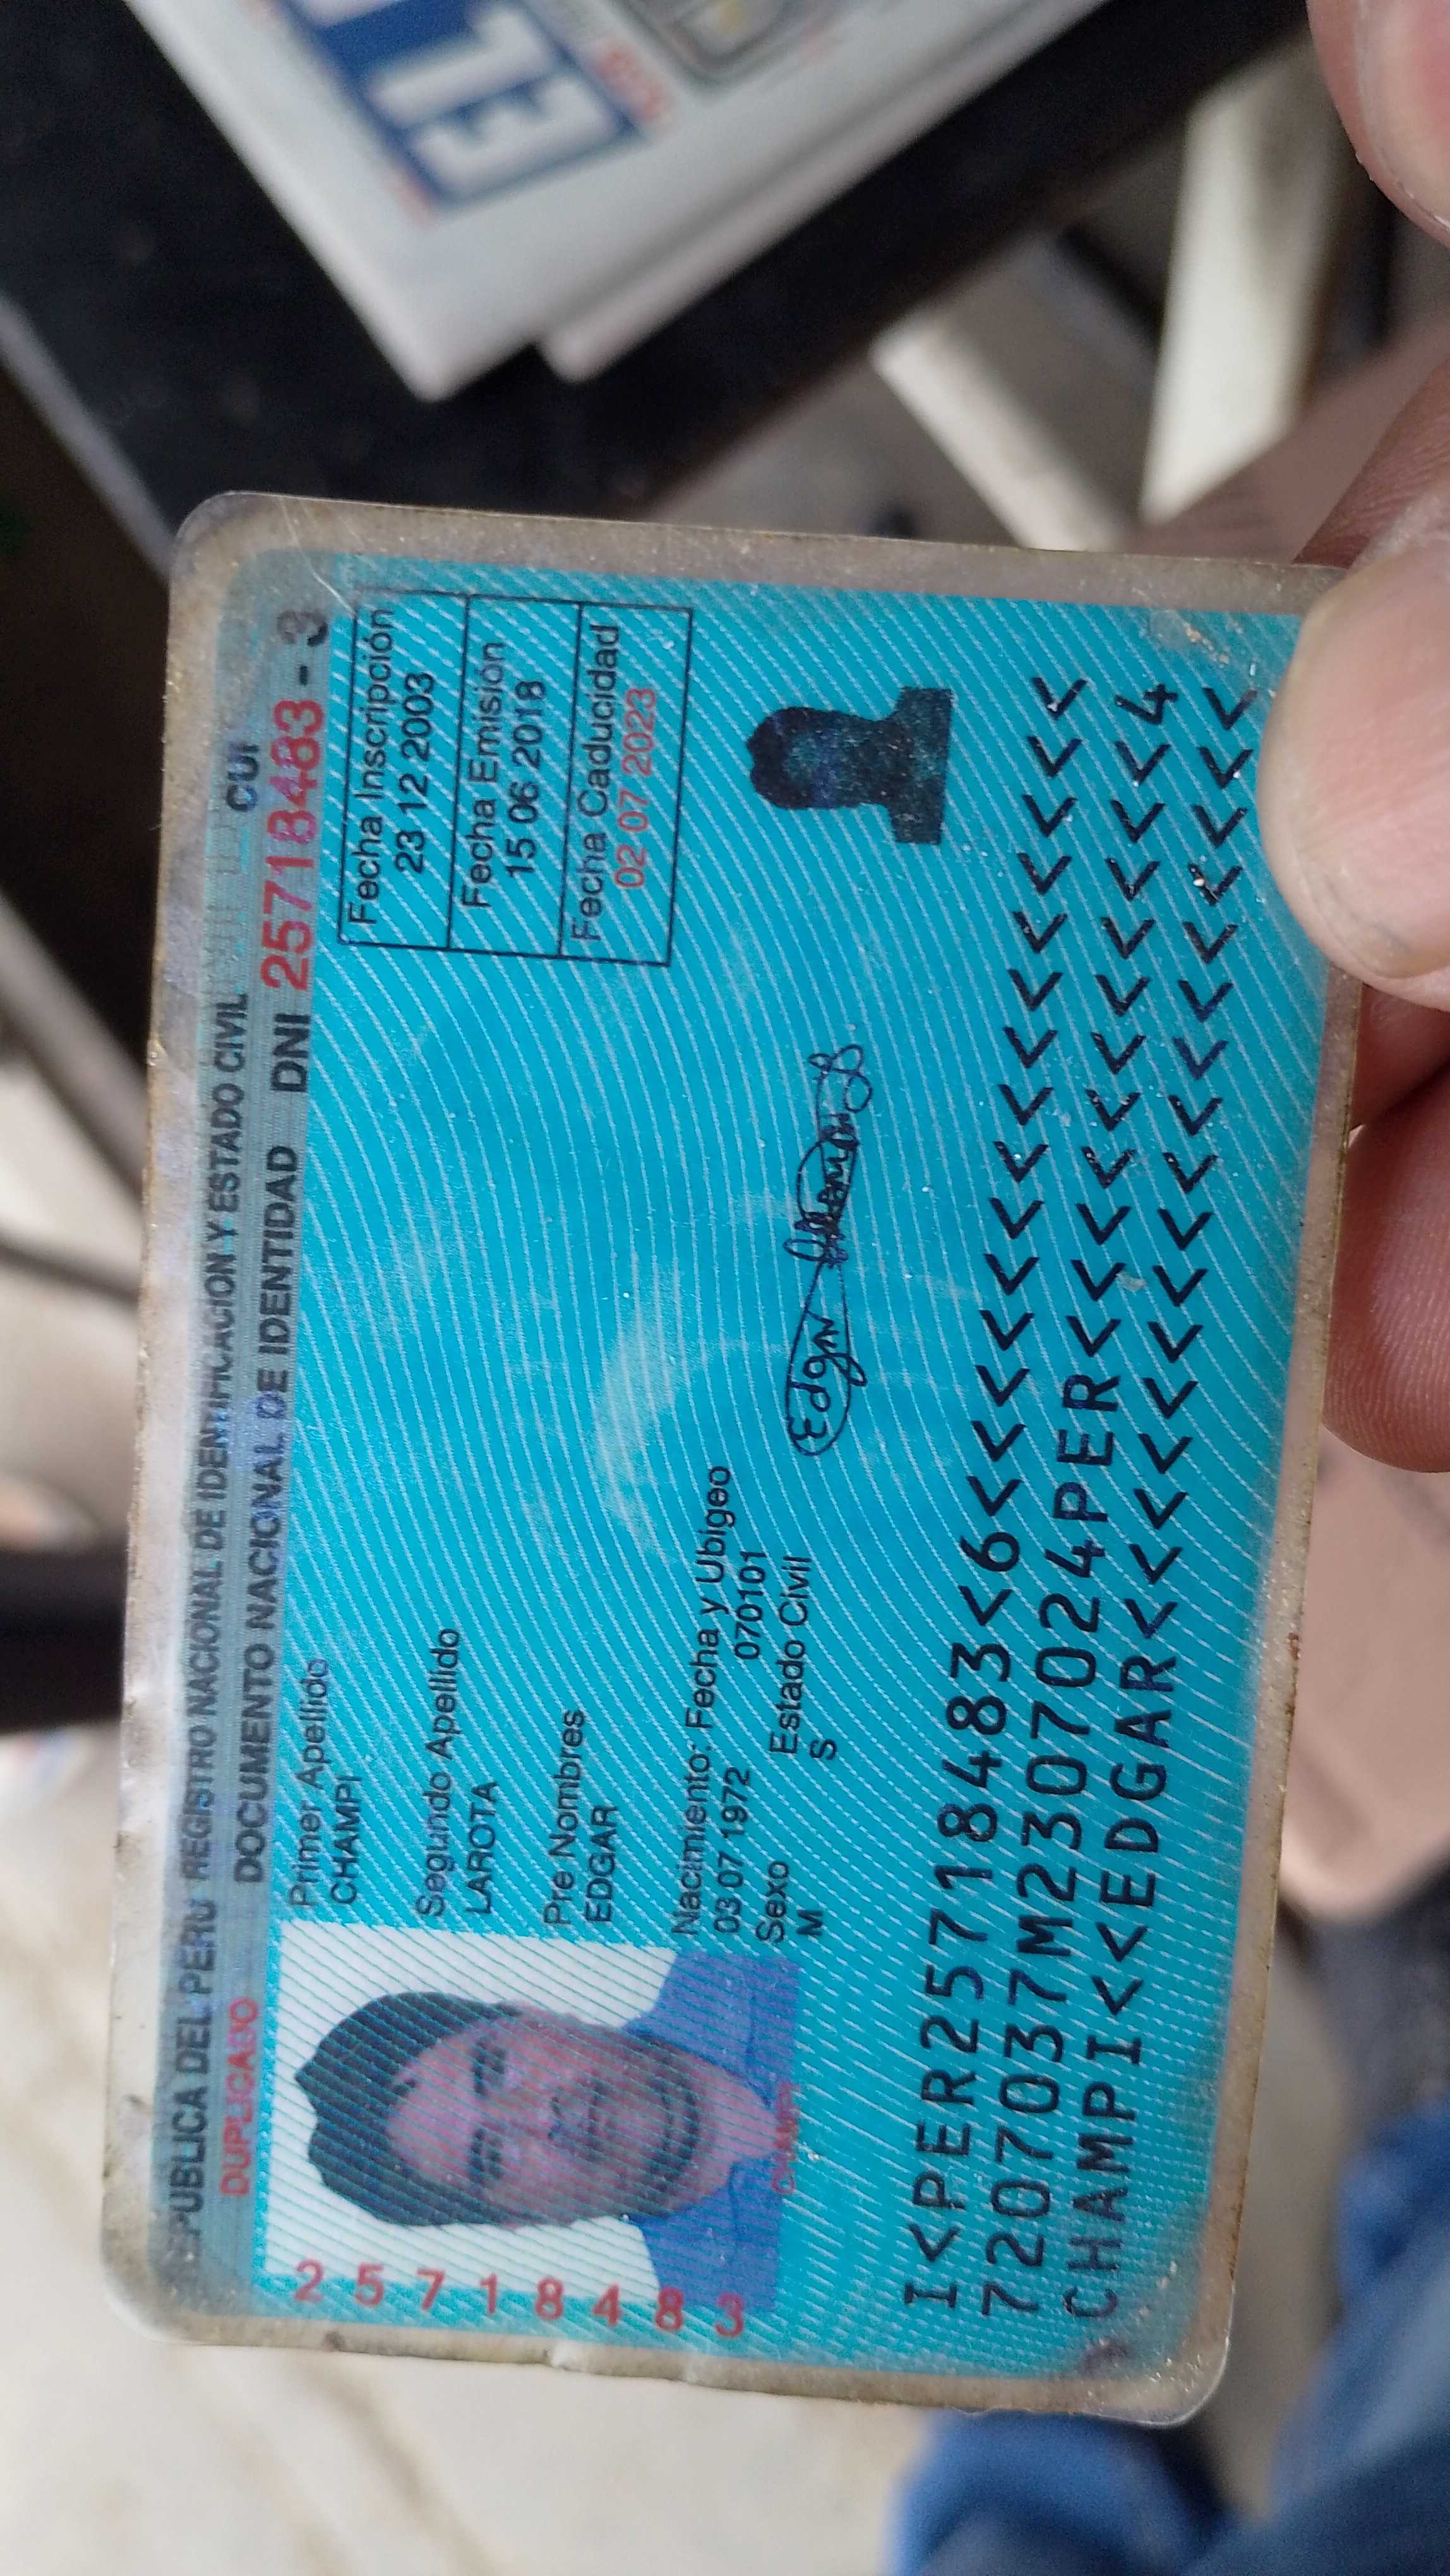 REPUBLICA DEL PERU REGISTRO NACIONAL DE IDENTIFICACION Y ESTADO CIVIL
CUI
DUPLICADO
DOCUMENTO NACIONAL DE IDENTIDAD DNI 25718483 - 3
Primer Apellido
CHAMPI
Segundo Apellido
LAROTA
Pre Nombres
EDGAR
Nacimiento: Fecha y Ubigeo
03 07 1972 070101
Sexo Estado Civil
M S
Fecha Inscripción
23 12 2003
Fecha Emisión
15 06 2018
Fecha Caducidad
02 07 2023
25718483
CHAMPI
Edgar
I<PER25718483<6<<<<<<<<<<<<<<<
7207037M2307024PER<<<<<<<<<<<4
CHAMPI<<EDGAR<<<<<<<<<<<<<<<<<